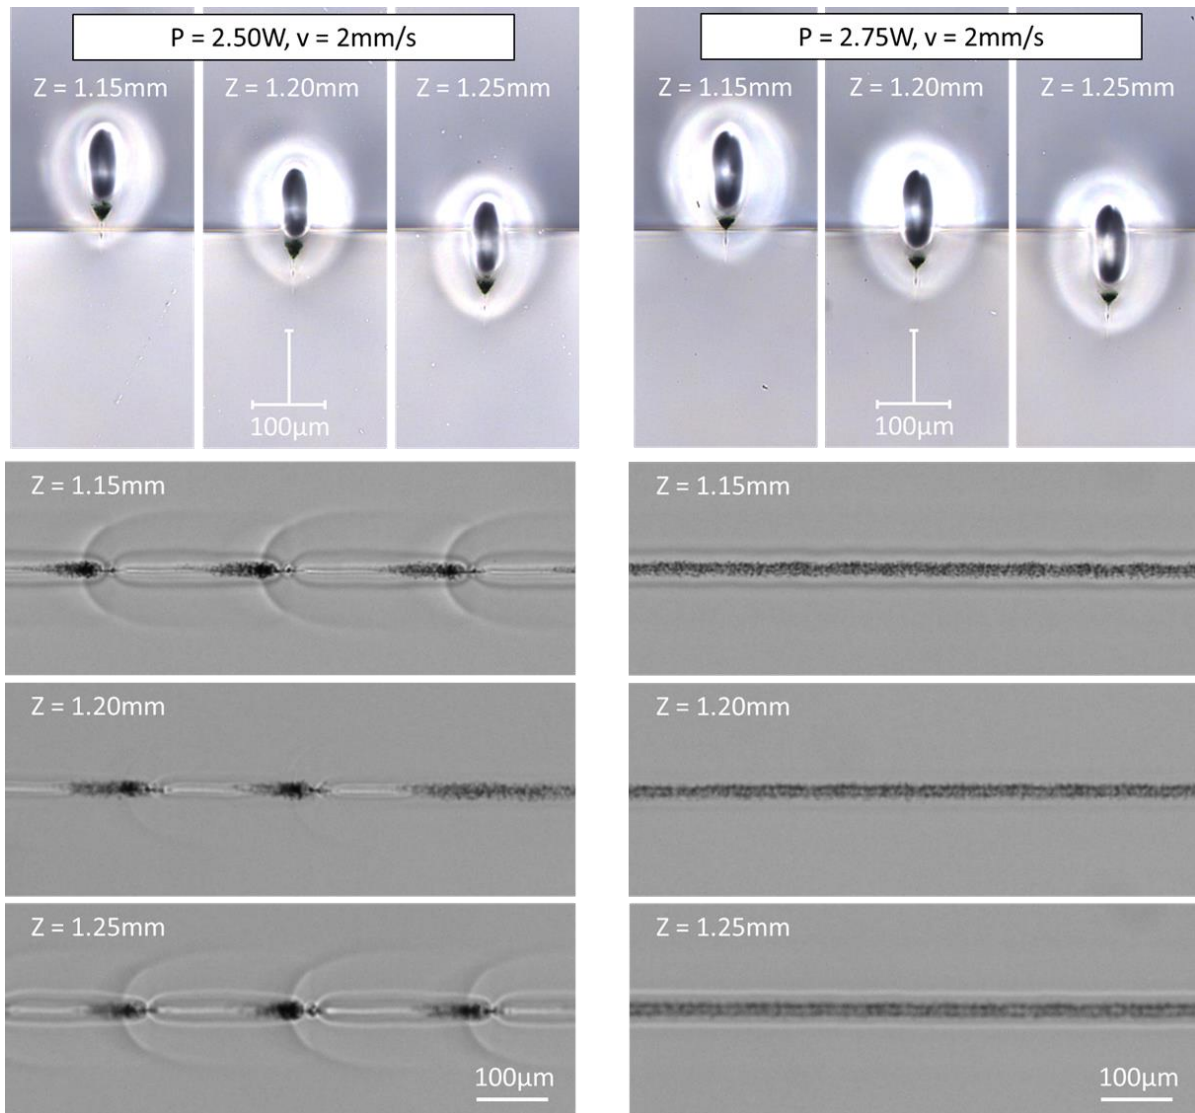 P = 2.50W, v = 2mm/s
Z = 1.15mm
Z = 1.20mm
Z = 1.25mm
100μm
Z = 1.15mm
Z = 1.20mm
Z = 1.25mm
100μm
P = 2.75W, v = 2mm/s
Z = 1.15mm
Z = 1.20mm
Z = 1.25mm
100μm
Z = 1.15mm
Z = 1.20mm
Z = 1.25mm
100μm